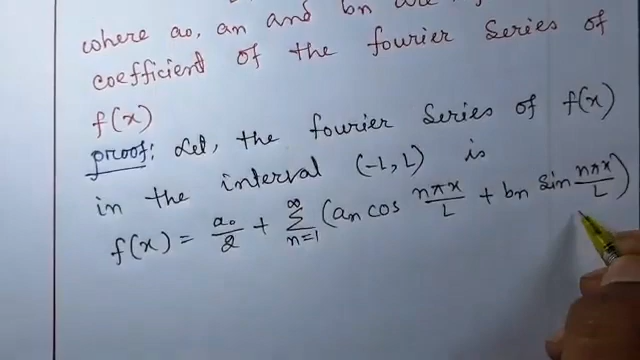 where a₀, an and bn are
coefficient of the fourier Series of
f(x)
proof: Let, the fourier Series of f(x)
in the interval (-L, L) is
f(x) = a₀/2 + ∞∑n=1 (an cos nπx/L + bn sin nπx/L)